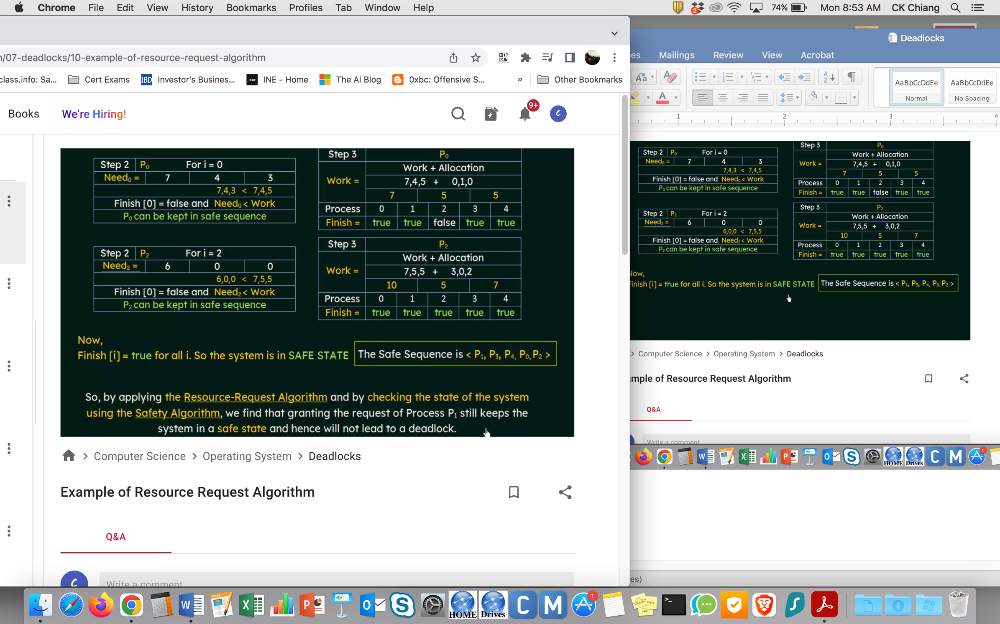 Chrome File Edit View History Bookmarks Profiles Tab Window Help
2 74% Mon 8:53 AM CK Chiang
/07-deadlocks/10-example-of-resource-request-algorithm
class.info: Sa... Cert Exams IBD Investor's Busines... INE - Home The AI Blog 0xbc: Offensive S... » Other Bookmarks
Books We're Hiring! 9+ C
Step 2 P0 For i = 0
Need0 = 7 4 3
7,4,3 < 7,4,5
Finish [0] = false and Need0 < Work
P0 can be kept in safe sequence
Step 3 P0
Work + Allocation
Work = 7,4,5 + 0,1,0
7 5 5
Process 0 1 2 3 4
Finish = true true false true true
Step 2 P2 For i = 2
Need2 = 6 0 0
6,0,0 < 7,5,5
Finish [0] = false and Need2 < Work
P2 can be kept in safe sequence
Step 3 P2
Work + Allocation
Work = 7,5,5 + 3,0,2
10 5 7
Process 0 1 2 3 4
Finish = true true true true true
Now,
Finish [i] = true for all i. So the system is in SAFE STATE
The Safe Sequence is < P1, P3, P4, P0, P2 >
So, by applying the Resource-Request Algorithm and by checking the state of the system
using the Safety Algorithm, we find that granting the request of Process P1 still keeps the
system in a safe state and hence will not lead to a deadlock.
> Computer Science > Operating System > Deadlocks
Example of Resource Request Algorithm
Q&A
C Write a comment
Deadlocks
es Mailings Review View Acrobat
AaBbCcDdEe AaBbCcDdEe
Normal No Spacing
1 2 3 4
Step 2 P0 For i = 0
Need0 = 7 4 3
7,4,3 < 7,4,5
Finish [0] = false and Need0 < Work
P0 can be kept in safe sequence
Step 3 P0
Work + Allocation
Work = 7,4,5 + 0,1,0
7 5 5
Process 0 1 2 3 4
Finish = true true false true true
Step 2 P2 For i = 2
Need2 = 6 0 0
6,0,0 < 7,5,5
Finish [0] = false and Need2 < Work
P2 can be kept in safe sequence
Step 3 P2
Work + Allocation
Work = 7,5,5 + 3,0,2
10 5 7
Process 0 1 2 3 4
Finish = true true true true true
Now,
Finish [i] = true for all i. So the system is in SAFE STATE
The Safe Sequence is < P1, P3, P4, P0, P2 >
> Computer Science > Operating System > Deadlocks
mple of Resource Request Algorithm
Q&A
Write a comment
HOME Drives C M 1
es)
HOME Drives C M 1